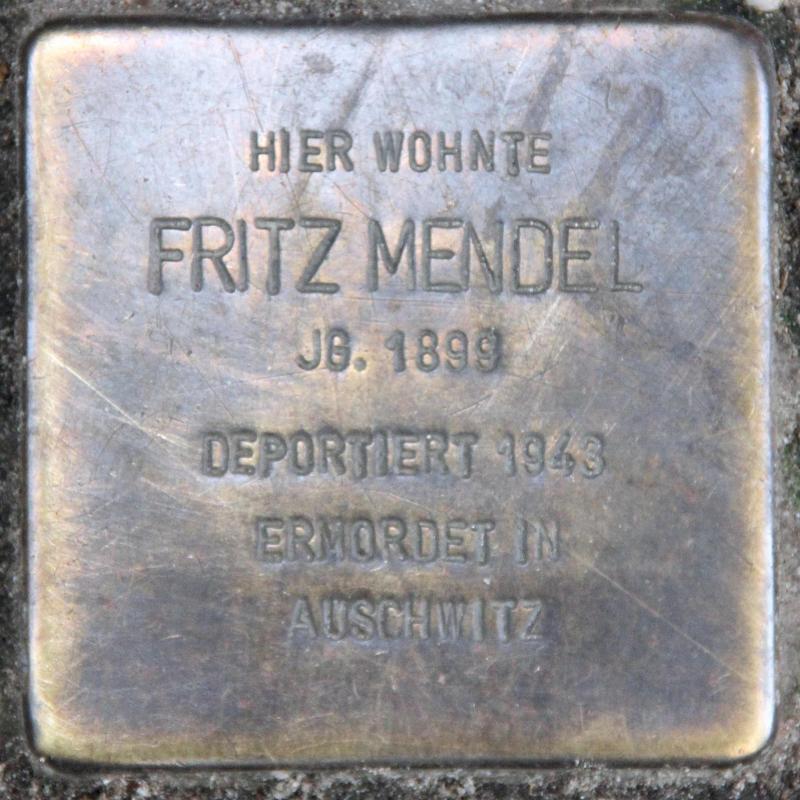 HIER WOHNTE
FRITZ MENDEL
JG. 1899
DEPORTIERT 1943
ERMORDET IN
AUSCHWITZ